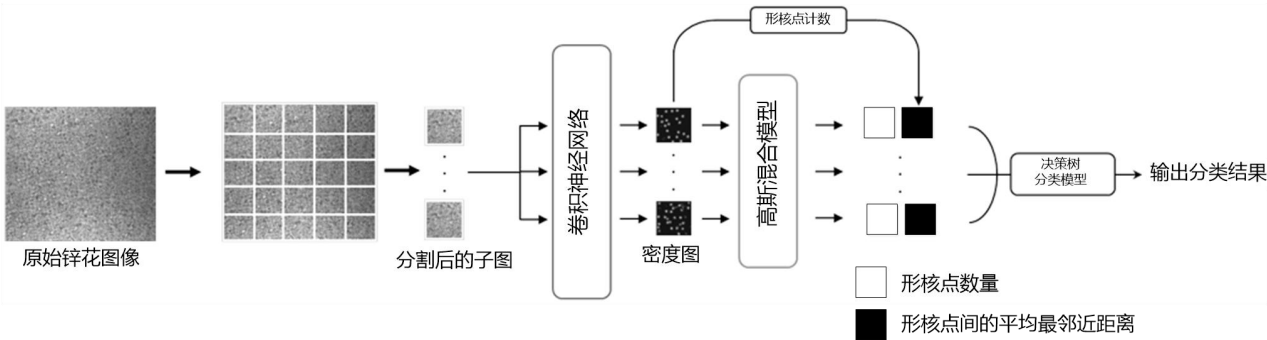 形核点计数
卷积神经网络
高斯混合模型
决策树
分类模型
输出分类结果
原始锌花图像
分割后的子图
密度图
形核点数量
形核点间的平均最邻近距离